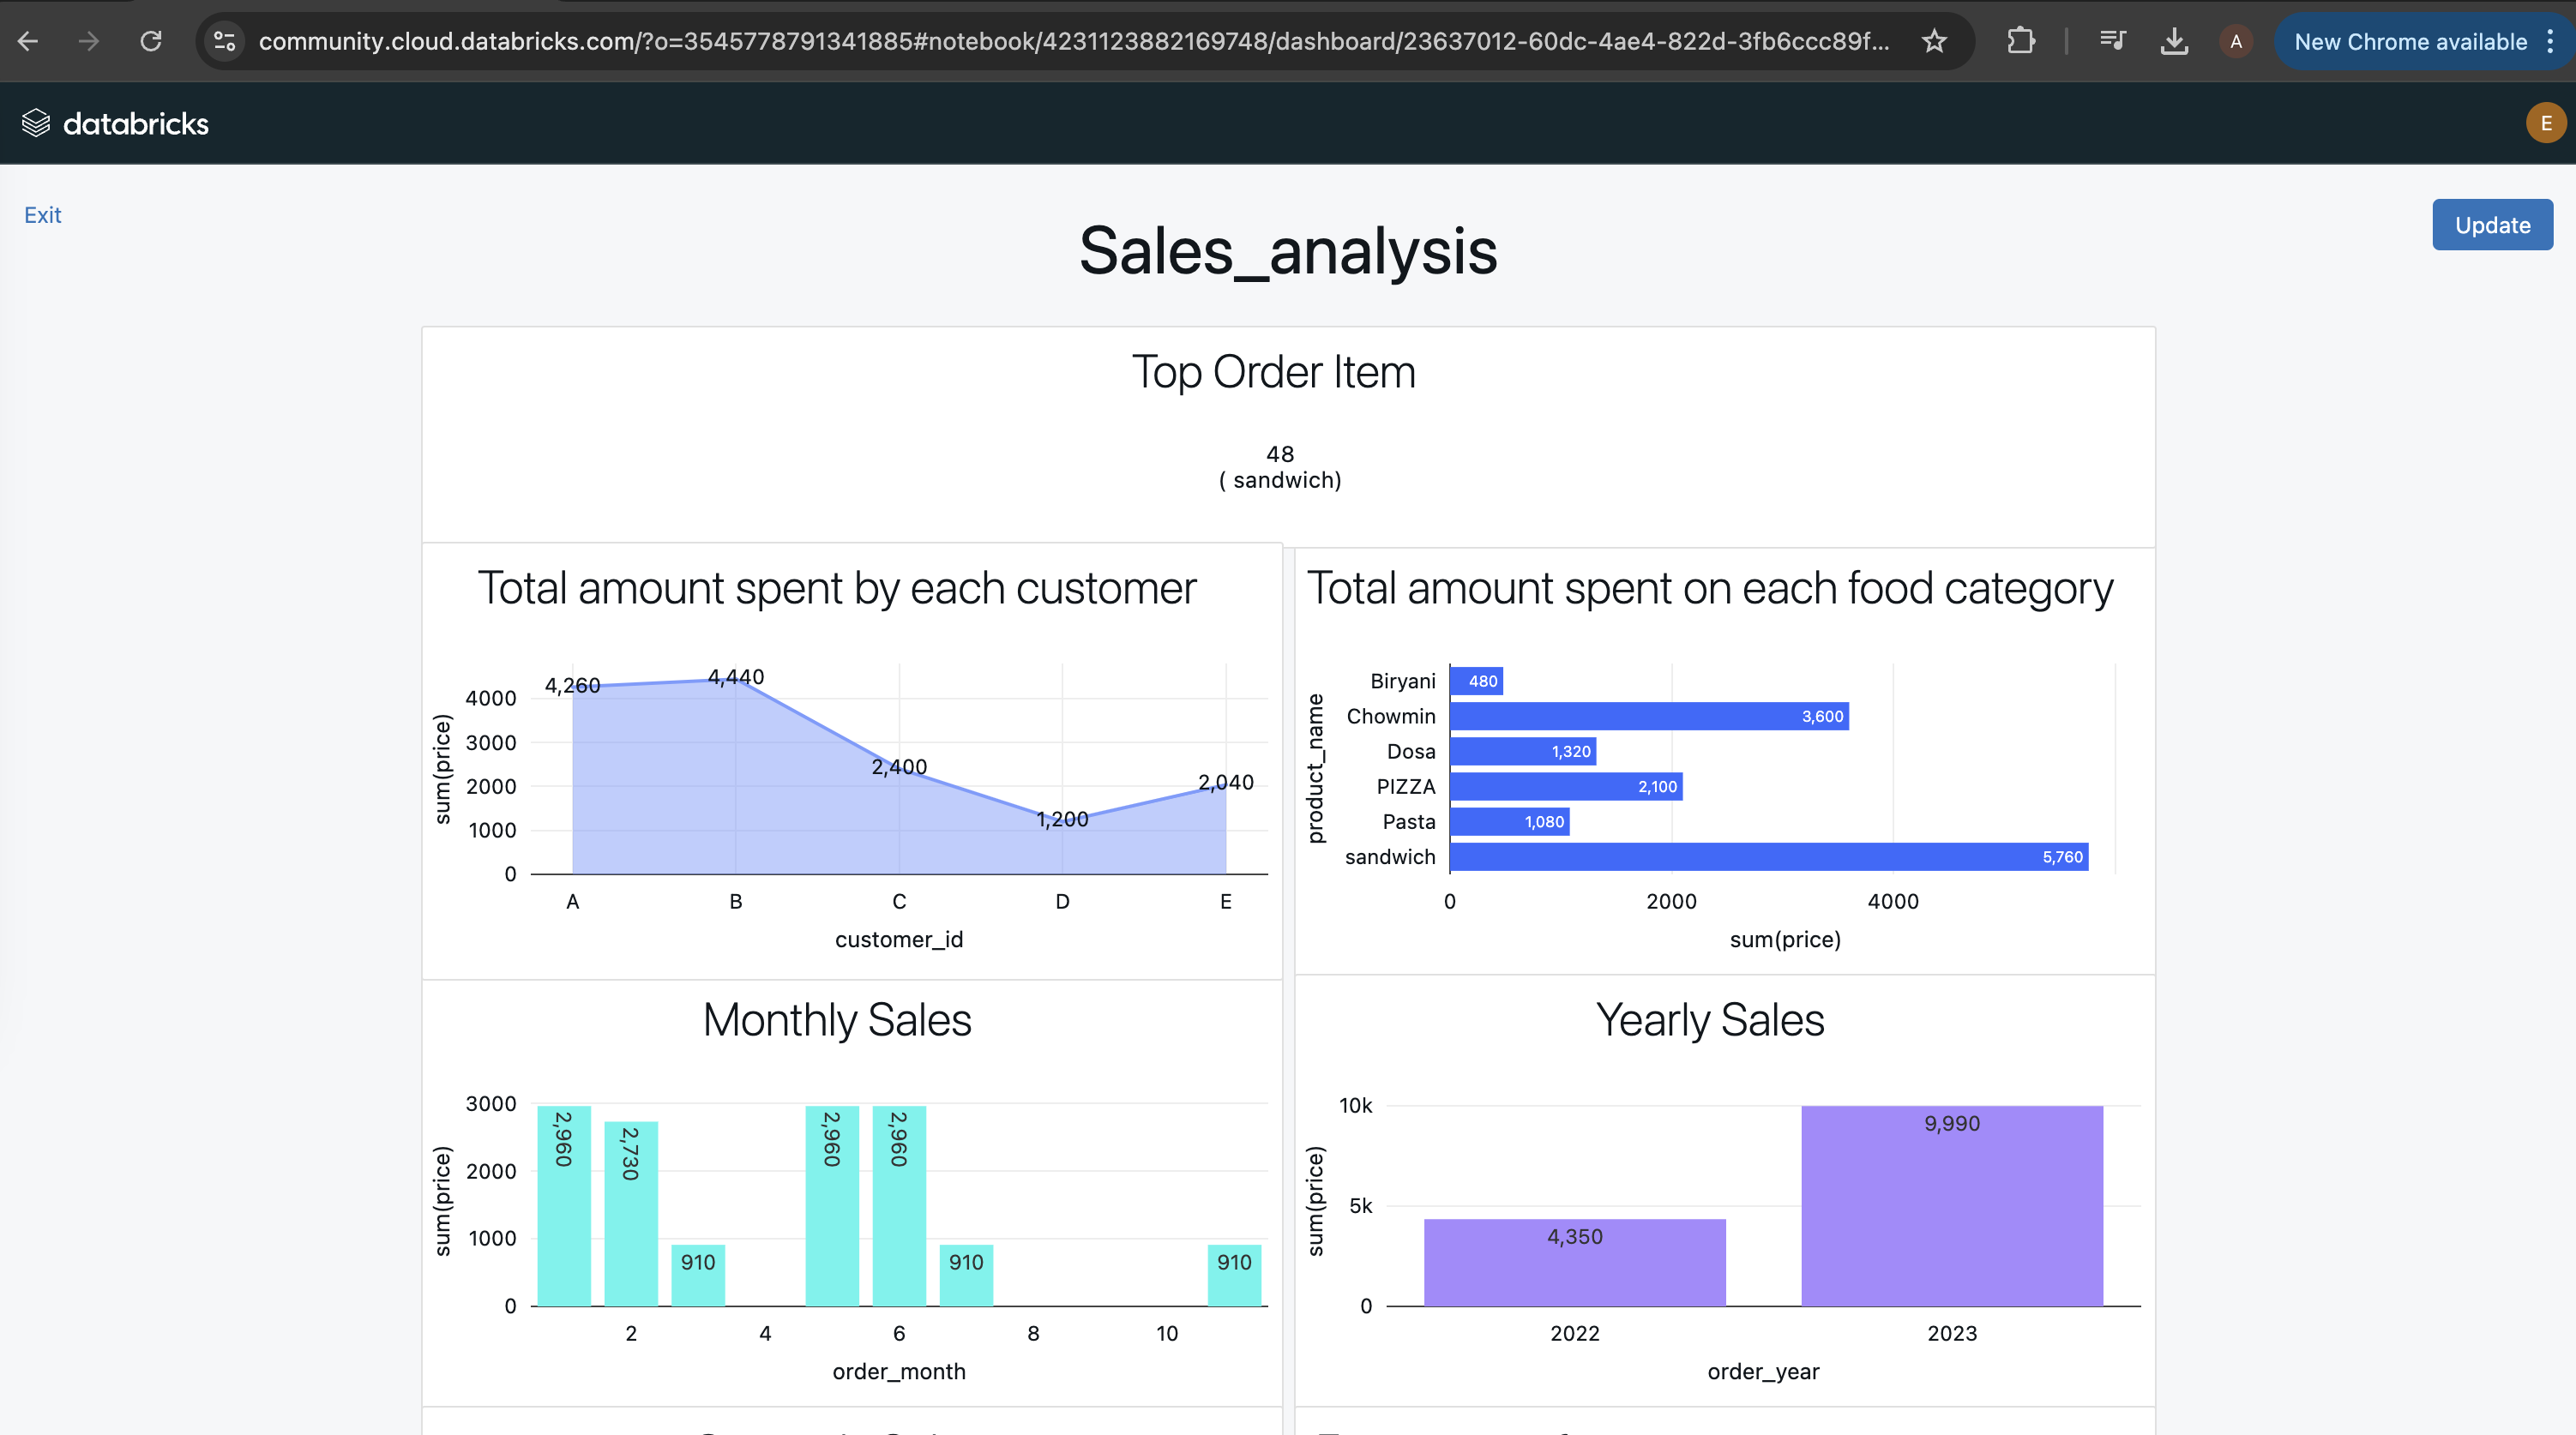 community.cloud.databricks.com/?o=3545778791341885#notebook/4231123882169748/dashboard/23637012-60dc-4ae4-822d-3fb6ccc89f...
A
New Chrome available
databricks
E
Exit
Sales_analysis
Update
Top Order Item
48
( sandwich)
Total amount spent by each customer
sum(price)
4000
3000
2000
1000
0
4,260
4,440
2,400
1,200
2,040
A B C D E
customer_id
Total amount spent on each food category
product_name
Biryani 480
Chowmin 3,600
Dosa 1,320
PIZZA 2,100
Pasta 1,080
sandwich 5,760
0 2000 4000
sum(price)
Monthly Sales
sum(price)
3000
2000
1000
0
2,960 2,730 910 2,960 2,960 910 910
2 4 6 8 10
order_month
Yearly Sales
sum(price)
10k
5k
0
4,350 9,990
2022 2023
order_year